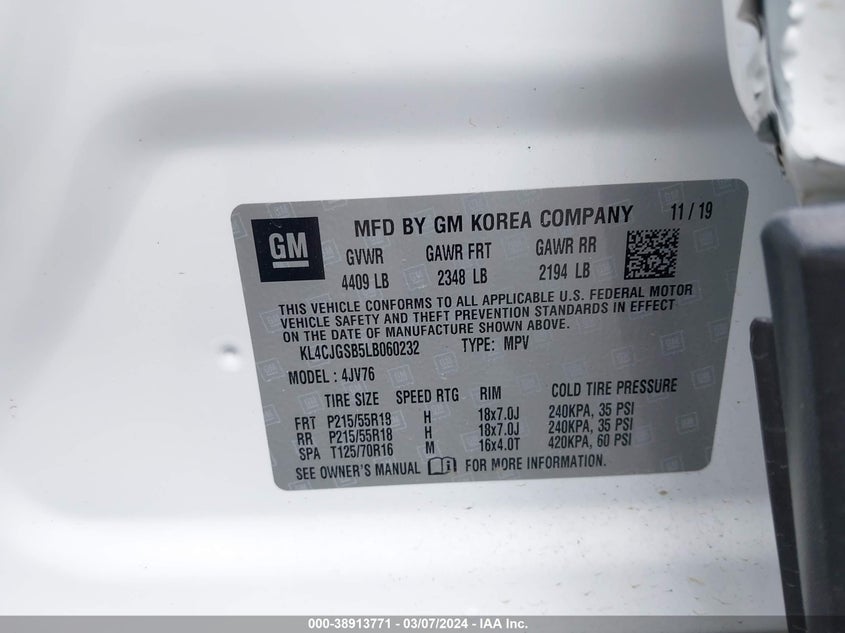 GM
MFD BY GM KOREA COMPANY 11 / 19
GVWR GAWR FRT GAWR RR
4409 LB 2348 LB 2194 LB
THIS VEHICLE CONFORMS TO ALL APPLICABLE U.S. FEDERAL MOTOR
VEHICLE SAFETY AND THEFT PREVENTION STANDARDS IN EFFECT
ON THE DATE OF MANUFACTURE SHOWN ABOVE.
KL4CJGSB5LB060232 TYPE: MPV
MODEL: 4JV76
TIRE SIZE SPEED RTG RIM COLD TIRE PRESSURE
FRT P215/55R18 H 18x7.0J 240KPA, 35 PSI
RR P215/55R18 H 18x7.0J 240KPA, 35 PSI
SPA T125/70R16 M 16x4.0T 420KPA, 60 PSI
SEE OWNER'S MANUAL FOR MORE INFORMATION.
000-38913771 - 03/07/2024 - IAA Inc.